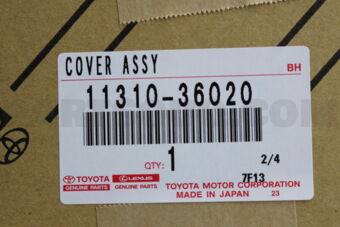 COVER ASSY
BH
11310-36020
QTY: 1
2/4
7F13
TOYOTA
GENUINE PARTS
LEXUS
GENUINE PARTS
TOYOTA MOTOR CORPORATION
MADE IN JAPAN 23